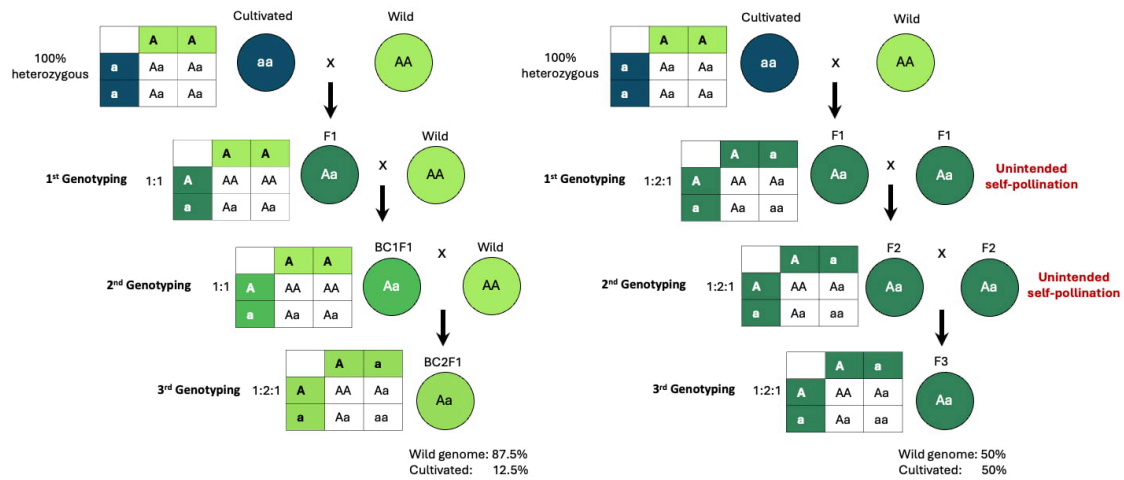 Cultivated Wild
A A
100%
heterozygous
a Aa Aa
a Aa Aa
aa x AA
F1 Wild
A A
1st Genotyping 1:1
A AA AA
a Aa Aa
Aa x AA
BC1F1 x Wild
A A
2nd Genotyping 1:1
A AA AA
a Aa Aa
Aa AA
BC2F1
A a
3rd Genotyping 1:2:1
A AA Aa
a Aa aa
Aa
Wild genome: 87.5%
Cultivated: 12.5%
Cultivated Wild
A A
100%
heterozygous
a Aa Aa
a Aa Aa
aa x AA
F1 F1
A a
1st Genotyping 1:2:1
A AA Aa
a Aa aa
Aa x Aa
Unintended
self-pollination
F2 x F2
A a
2nd Genotyping 1:2:1
A AA Aa
a Aa aa
Aa Aa
Unintended
self-pollination
F3
A a
3rd Genotyping 1:2:1
A AA Aa
a Aa aa
Aa
Wild genome: 50%
Cultivated: 50%